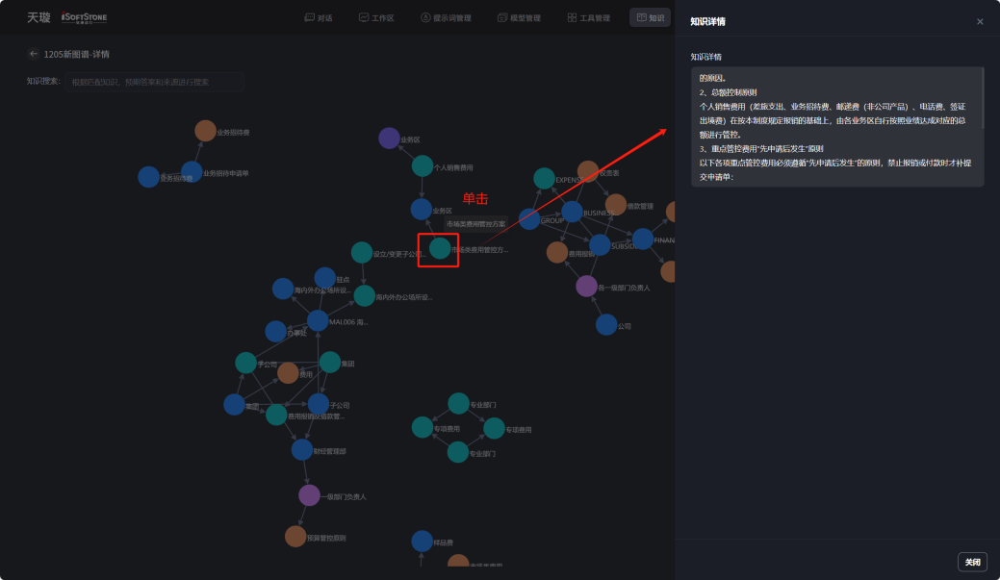 天璇 iSoftStone
对话 工作区 提示词管理 模型管理 工具管理 知识
1205新图谱-详情
知识搜索: 根据匹配知识，预期答案和来源进行搜索
业务招待费
业务招待费
业务招待申请单
业务区
个人销售费用
业务区
单击
市场类费用管控方案
市场类费用管控方...
设立/变更子公司...
驻点
海内外办公场所设...
海内外办公场所设...
MAL006 海...
办事处
子公司
集团
费用
集团
子公司
费用报销及借款管...
财经管理部
一级部门负责人
预算管控原则
专业部门
专项费用
专项费用
专业部门
样品费
市场类费用
EXPENS
仪表表
借款管理
BUSINESS
GROUP
SUBSID
FINAN
费用报销
各一级部门负责人
公司
知识详情
知识详情
的原因。
2、总额控制原则
个人销售费用（差旅支出、业务招待费、邮递费（非公司产品）、电话费、签证
出境费）在按本制度规定报销的基础上，由各业务区自行按照业绩达成对应的总
额进行管控。
3、重点管控费用“先申请后发生”原则
以下各项重点管控费用必须遵循“先申请后发生”的原则，禁止报销或付款时才补提
交申请单：
关闭